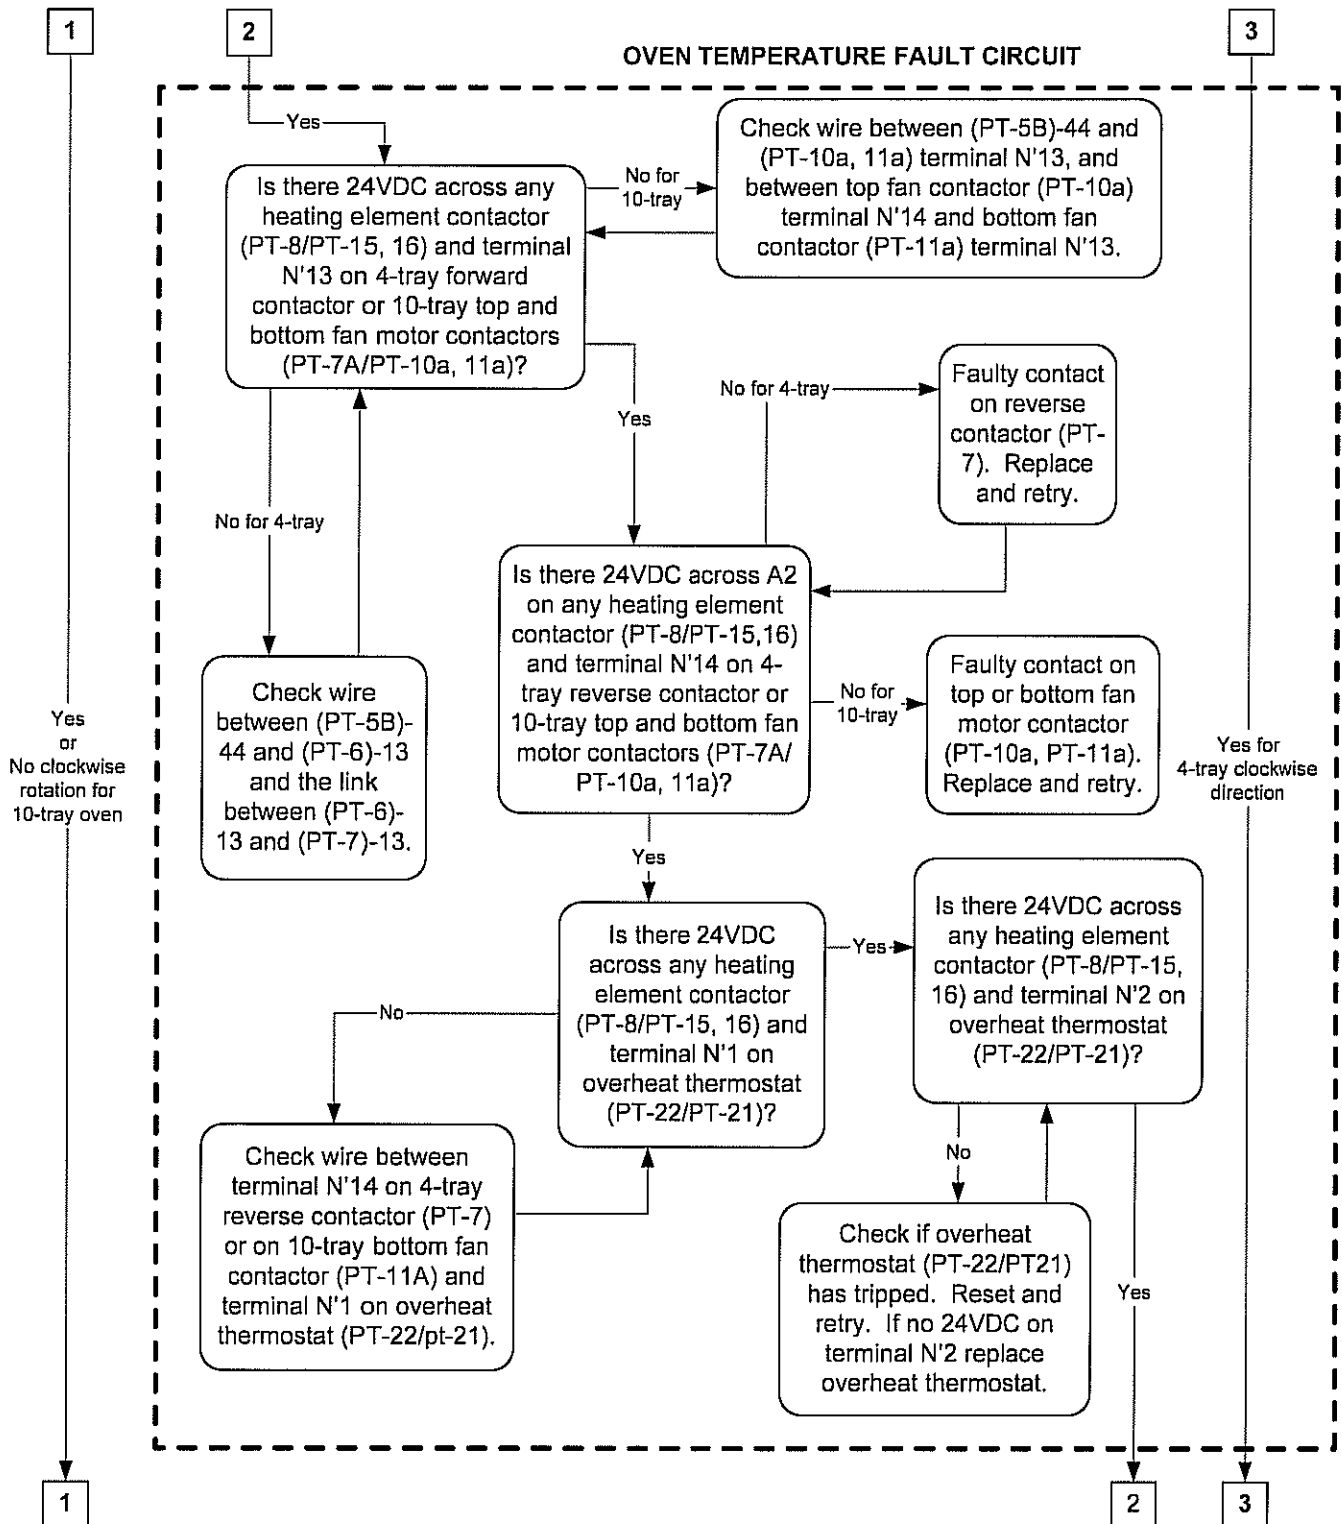 1
2
3
OVEN TEMPERATURE FAULT CIRCUIT
Yes
Is there 24VDC across any
heating element contactor
(PT-8/PT-15, 16) and terminal
N'13 on 4-tray forward
contactor or 10-tray top and
bottom fan motor contactors
(PT-7A/PT-10a, 11a)?
No for
10-tray
Check wire between (PT-5B)-44 and
(PT-10a, 11a) terminal N'13, and
between top fan contactor (PT-10a)
terminal N'14 and bottom fan
contactor (PT-11a) terminal N'13.
No for 4-tray
Yes
No for 4-tray
Faulty contact
on reverse
contactor (PT-
7). Replace
and retry.
Check wire
between (PT-5B)-
44 and (PT-6)-13
and the link
between (PT-6)-
13 and (PT-7)-13.
Is there 24VDC across A2
on any heating element
contactor (PT-8/PT-15,16)
and terminal N'14 on 4-
tray reverse contactor or
10-tray top and bottom fan
motor contactors (PT-7A/
PT-10a, 11a)?
No for
10-tray
Faulty contact on
top or bottom fan
motor contactor
(PT-10a, PT-11a).
Replace and retry.
Yes
or
No clockwise
rotation for
10-tray oven
Yes for
4-tray clockwise
direction
Yes
Is there 24VDC
across any heating
element contactor
(PT-8/PT-15, 16) and
terminal N'1 on
overheat thermostat
(PT-22/PT-21)?
Yes
Is there 24VDC across
any heating element
contactor (PT-8/PT-15,
16) and terminal N'2 on
overheat thermostat
(PT-22/PT-21)?
No
Check wire between
terminal N'14 on 4-tray
reverse contactor (PT-7)
or on 10-tray bottom fan
contactor (PT-11A) and
terminal N'1 on overheat
thermostat (PT-22/pt-21).
No
Check if overheat
thermostat (PT-22/PT21)
has tripped. Reset and
retry. If no 24VDC on
terminal N'2 replace
overheat thermostat.
Yes
1
2
3